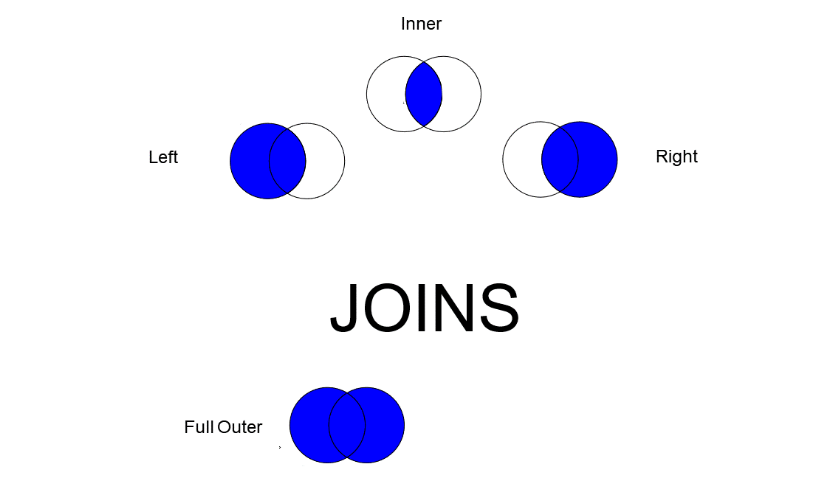 Inner
Left
Right
JOINS
Full Outer